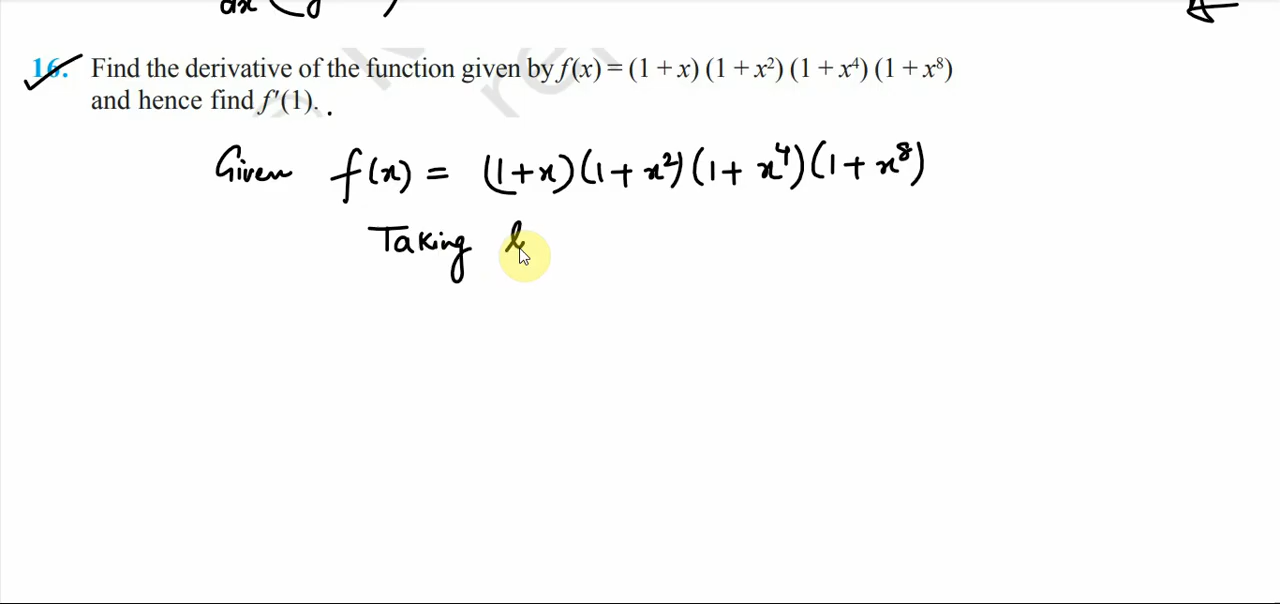 16. Find the derivative of the function given by f(x) = (1 + x) (1 + x²) (1 + x⁴) (1 + x⁸)
and hence find f′(1). .
Given f(x) = (1+x)(1+x²)(1+x⁴)(1+x⁸)
Taking l